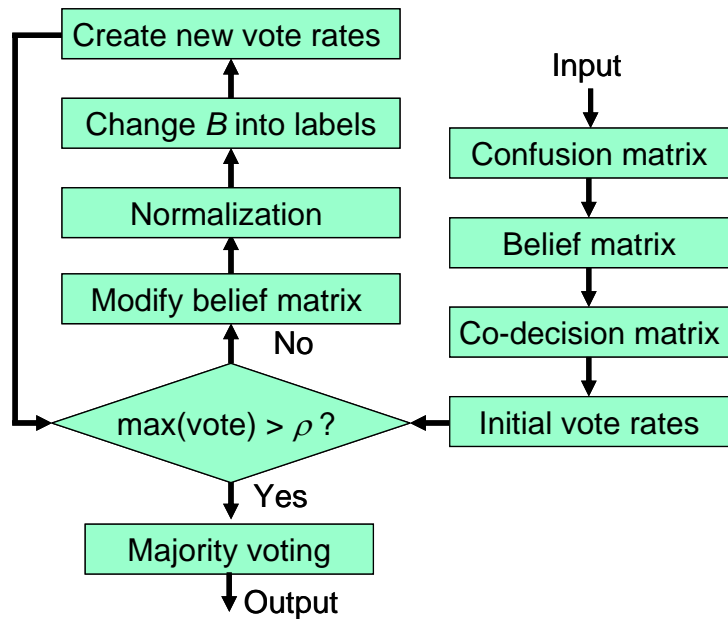 Input
Confusion matrix
Belief matrix
Co-decision matrix
Initial vote rates
max(vote) > ρ ?
No
Modify belief matrix
Normalization
Change B into labels
Create new vote rates
Yes
Majority voting
Output